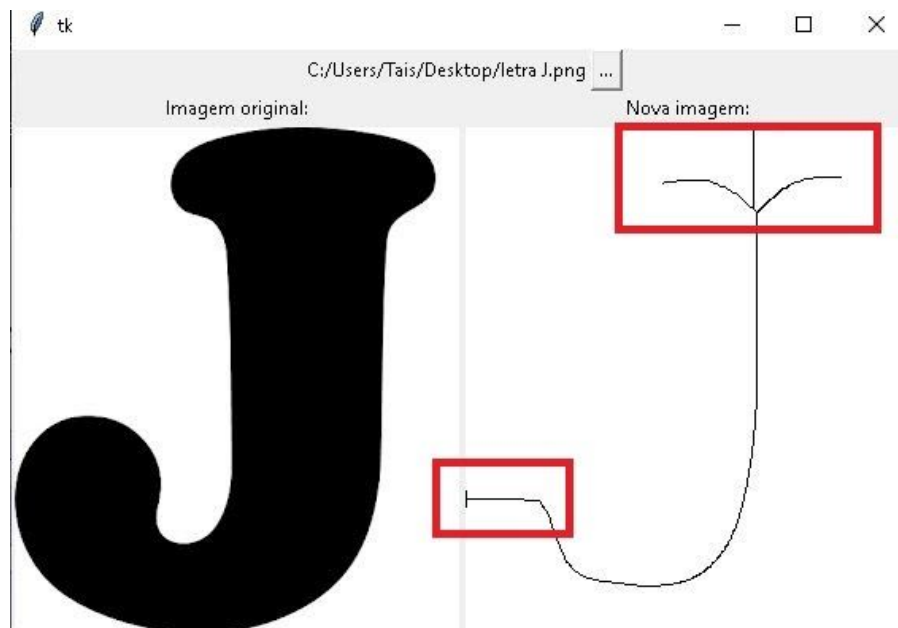 tk
C:/Users/Tais/Desktop/letra J.png ...
Imagem original:
Nova imagem:
J